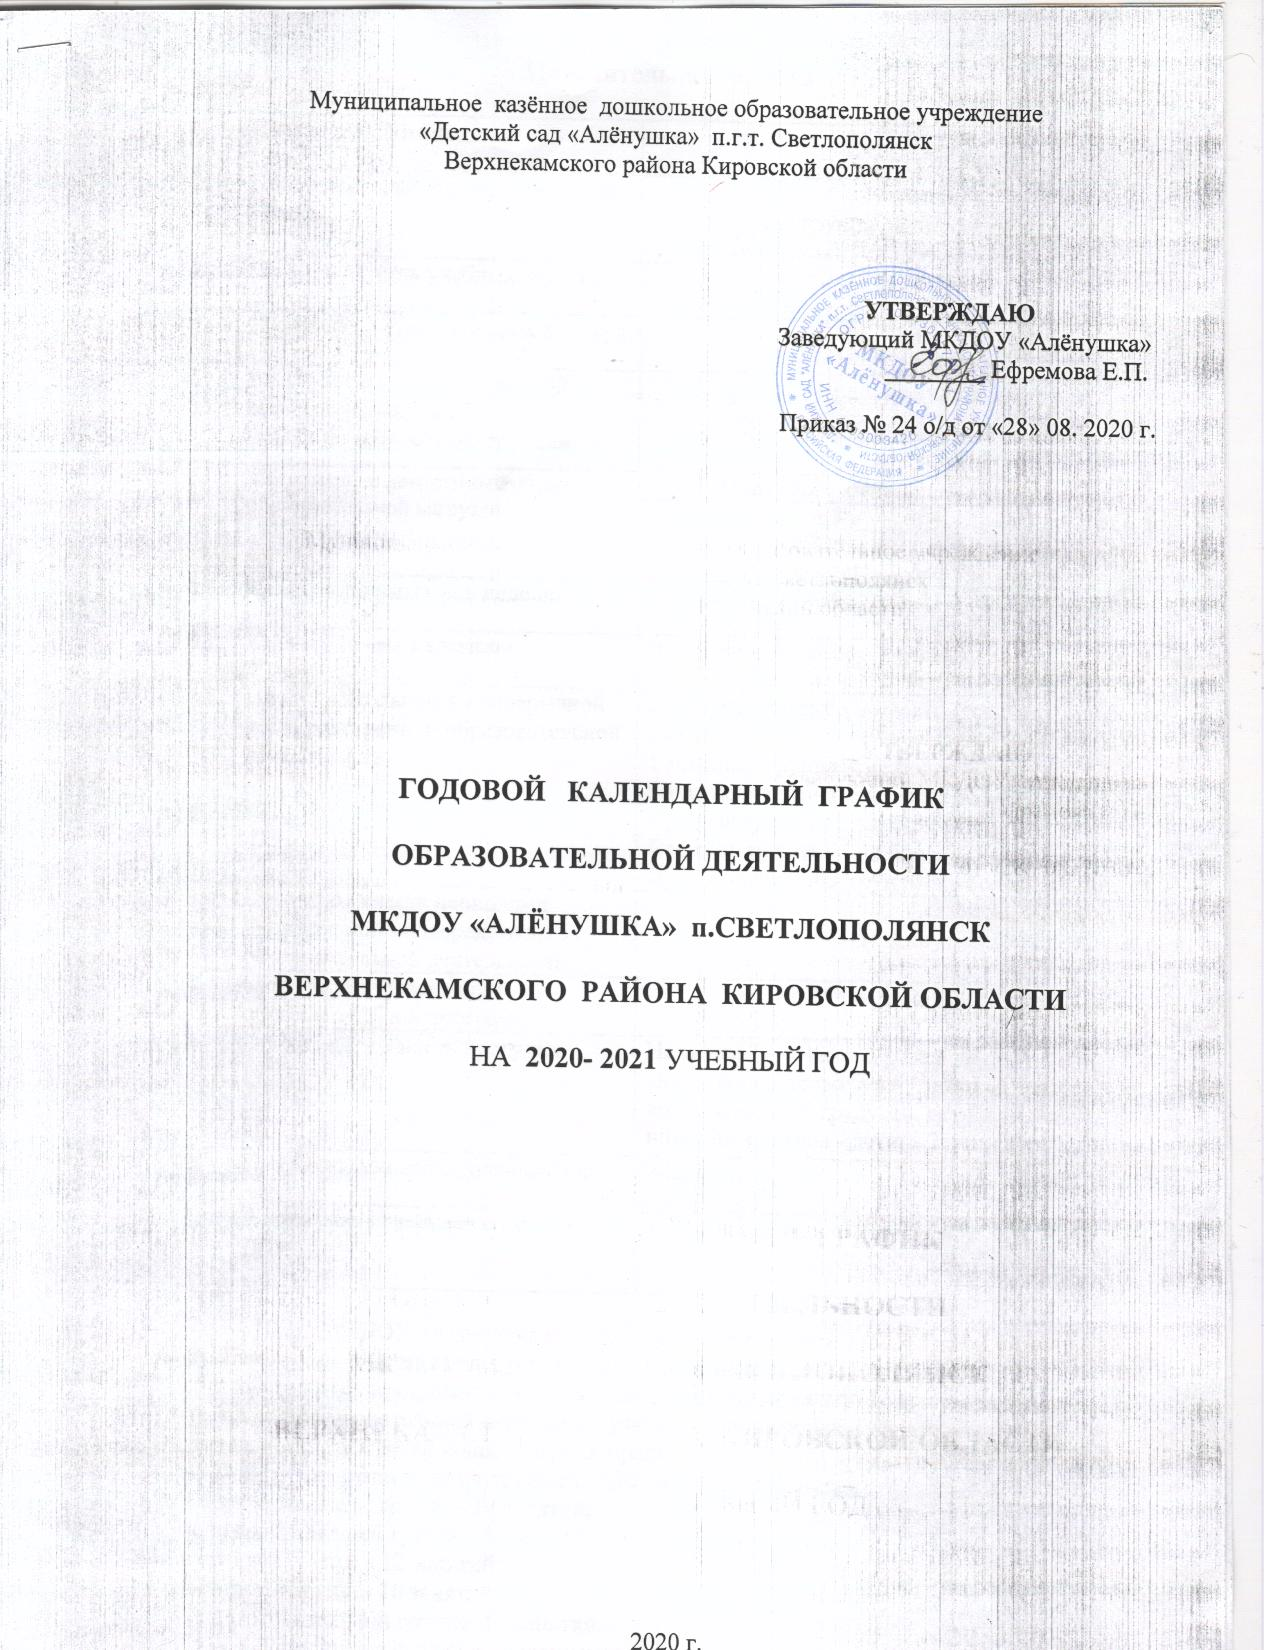 Муниципальное казённое дошкольное образовательное учреждение
«Детский сад «Алёнушка» п.г.т. Светлополянск
Верхнекамского района Кировской области
УТВЕРЖДАЮ
Заведующий МКДОУ «Алёнушка»
Ефремова Е.П.
Приказ № 24 о/д от «28» 08. 2020 г.
МКДОУ
«Алёнушка»
ГОДОВОЙ КАЛЕНДАРНЫЙ ГРАФИК
ОБРАЗОВАТЕЛЬНОЙ ДЕЯТЕЛЬНОСТИ
МКДОУ «АЛЁНУШКА» п.СВЕТЛОПОЛЯНСК
ВЕРХНЕКАМСКОГО РАЙОНА КИРОВСКОЙ ОБЛАСТИ
НА 2020- 2021 УЧЕБНЫЙ ГОД
2020 г.